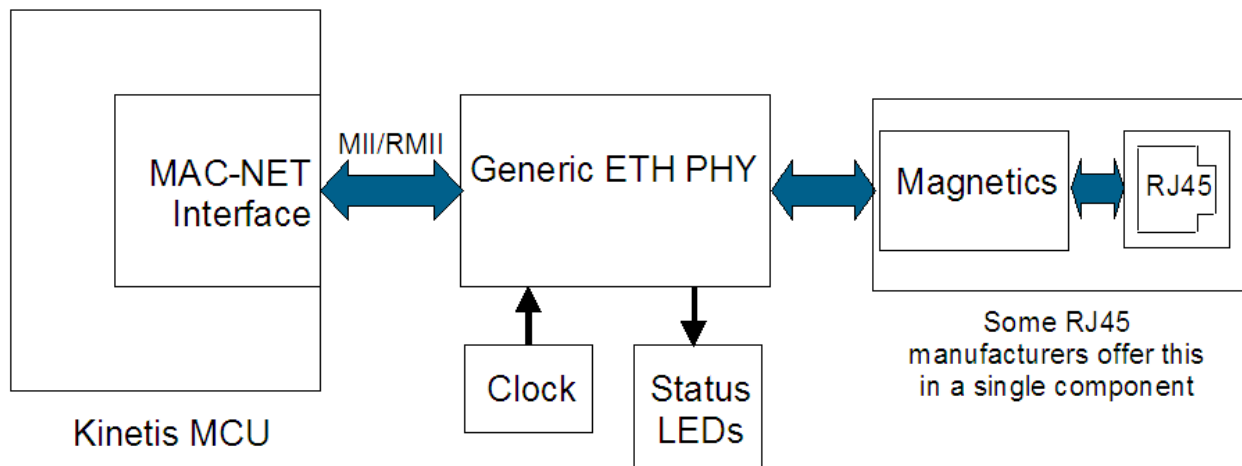 MAC-NET
Interface
MII/RMII
Generic ETH PHY
Magnetics
RJ45
Clock
Status
LEDs
Some RJ45
manufacturers offer this
in a single component
Kinetis MCU